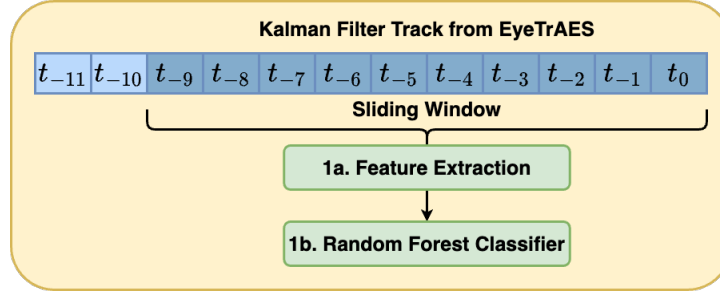 Kalman Filter Track from EyeTrAES
t₋₁₁ t₋₁₀ t₋₉ t₋₈ t₋₇ t₋₆ t₋₅ t₋₄ t₋₃ t₋₂ t₋₁ t₀
Sliding Window
1a. Feature Extraction
1b. Random Forest Classifier